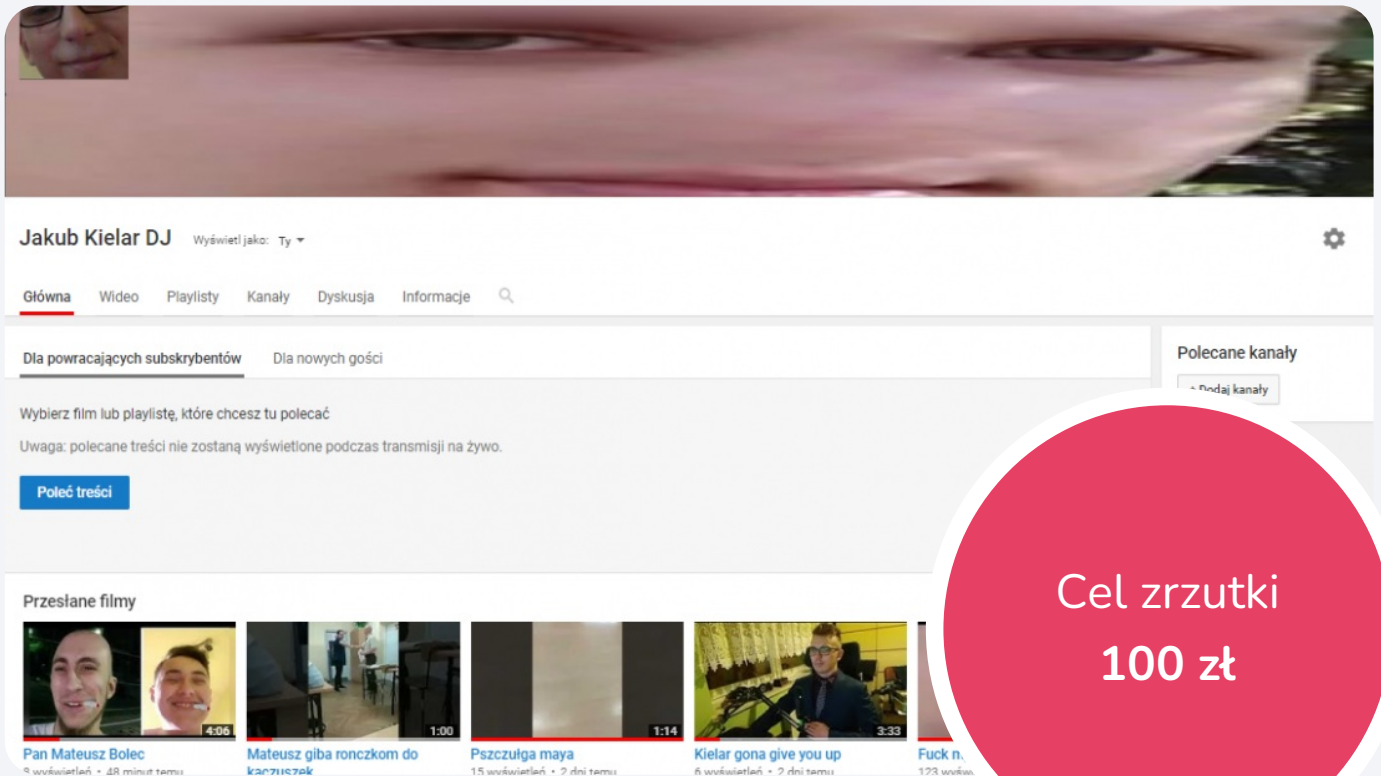 Jakub Kielar DJ
Wyświetl jako: Ty
Główna Wideo Playlisty Kanały Dyskusja Informacje
Dla powracających subskrybentów Dla nowych gości
Polecane kanały
+ Dodaj kanały
Wybierz film lub playlistę, które chcesz tu polecać
Uwaga: polecane treści nie zostaną wyświetlone podczas transmisji na żywo.
Poleć treści
Cel zrzutki
100 zł
Przesłane filmy
4:06
1:00
1:14
3:33
Pan Mateusz Bolec
48 minut temu
Mateusz giba ronczkom do
kaczuszek
Pszczułga maya
15 wyświetleń • 2 dni temu
Kielar gona give you up
6 wyświetleń • 2 dni temu
Fuck n.
123